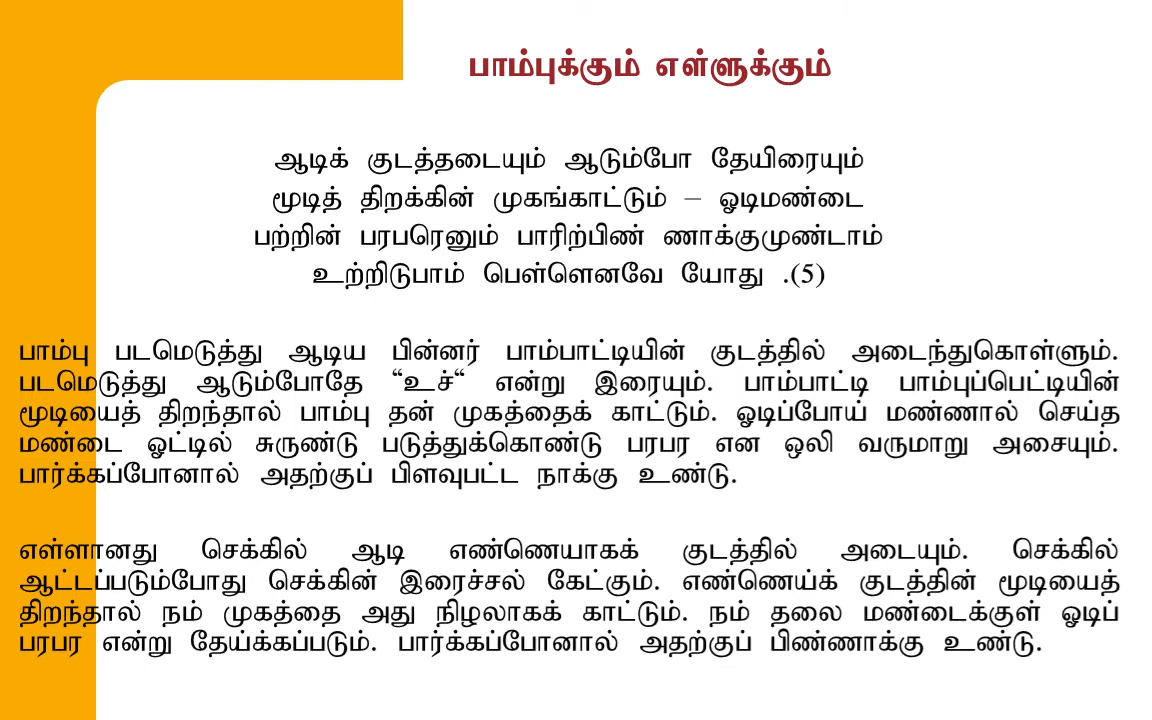 பாம்புக்கும் எள்ளுக்கும்
ஆடிக் குடத்தடையும் ஆடும்போ தேயிரையும்
மூடித் திறக்கின் முகங்காட்டும் – ஓடிமண்டை
பற்றின் பரபரெனும் பாரிற்பிண் ணாக்குமுண்டாம்
உற்றிடுபாம் பெள்ளெனவே யோது .(5)
பாம்பு படமெடுத்து ஆடிய பின்னர் பாம்பாட்டியின் குடத்தில் அடைந்துகொள்ளும்.
படமெடுத்து ஆடும்போதே “உச்“ என்று இரையும். பாம்பாட்டி பாம்புப்பெட்டியின்
மூடியைத் திறந்தால் பாம்பு தன் முகத்தைக் காட்டும். ஓடிப்போய் மண்ணால் செய்த
மண்டை ஓட்டில் சுருண்டு படுத்துக்கொண்டு பரபர என ஒலி வருமாறு அசையும்.
பார்க்கப்போனால் அதற்குப் பிளவுபட்ட நாக்கு உண்டு.
எள்ளானது செக்கில் ஆடி எண்ணெயாகக் குடத்தில் அடையும். செக்கில்
ஆட்டப்படும்போது செக்கின் இரைச்சல் கேட்கும். எண்ணெய்க் குடத்தின் மூடியைத்
திறந்தால் நம் முகத்தை அது நிழலாகக் காட்டும். நம் தலை மண்டைக்குள் ஓடிப்
பரபர என்று தேய்க்கப்படும். பார்க்கப்போனால் அதற்குப் பிண்ணாக்கு உண்டு.